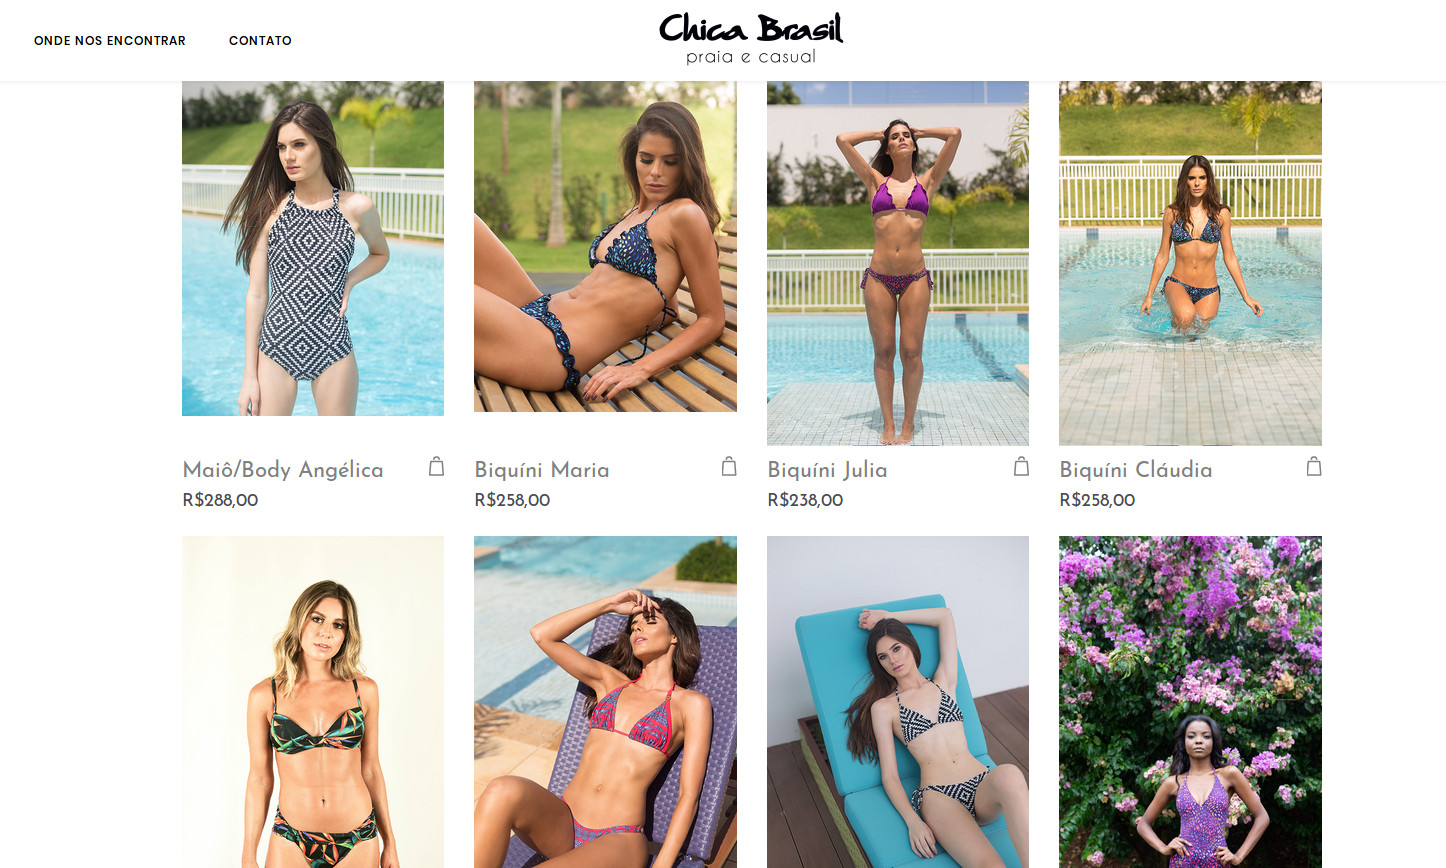 ONDE NOS ENCONTRAR
CONTATO
Chica Brasil
praia e casual
Maiô/Body Angélica
R$288,00
Biquíni Maria
R$258,00
Biquíni Julia
R$238,00
Biquíni Cláudia
R$258,00